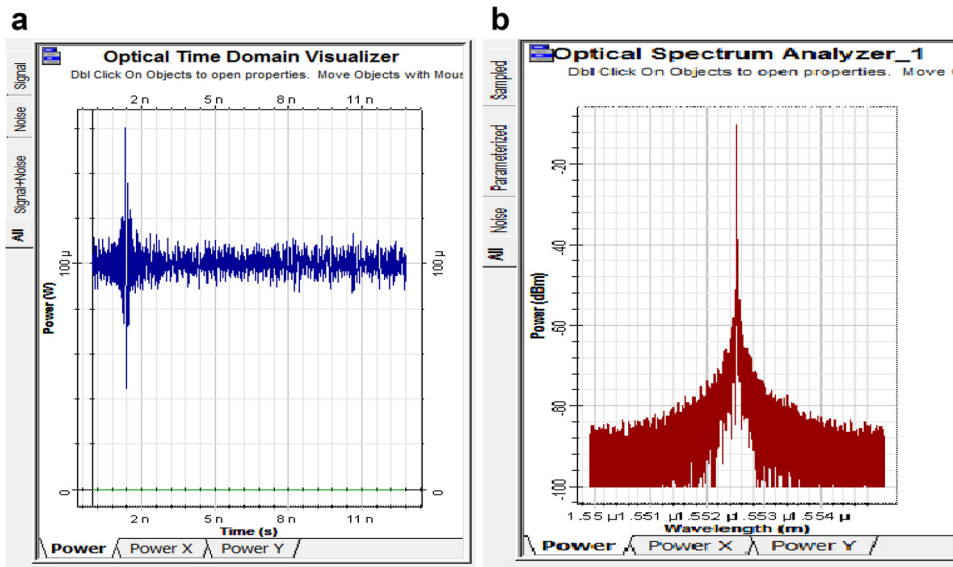 a
Optical Time Domain Visualizer
Dbl Click On Objects to open properties. Move Objects with Mous
Signal
Noise
Signal+Noise
All
2 n 5 n 8 n 11 n
Power (W)
100 µ
0
100 µ
0
2 n 5 n 8 n 11 n
Time (s)
Power Power X Power Y
b
Optical Spectrum Analyzer_1
Dbl Click On Objects to open properties. Move
Sampled
Parameterized
Noise
All
Power (dBm)
-20
-40
-60
-80
-100
1.55 µ 1.551 µ 1.552 µ 1.553 µ 1.554 µ
Wavelength (m)
Power Power X Power Y